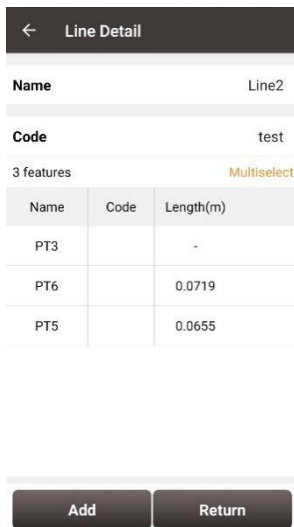 ← Line Detail
Name Line2
Code test
3 features Multiselect
Name Code Length(m)
PT3 -
PT6 0.0719
PT5 0.0655
Add Return